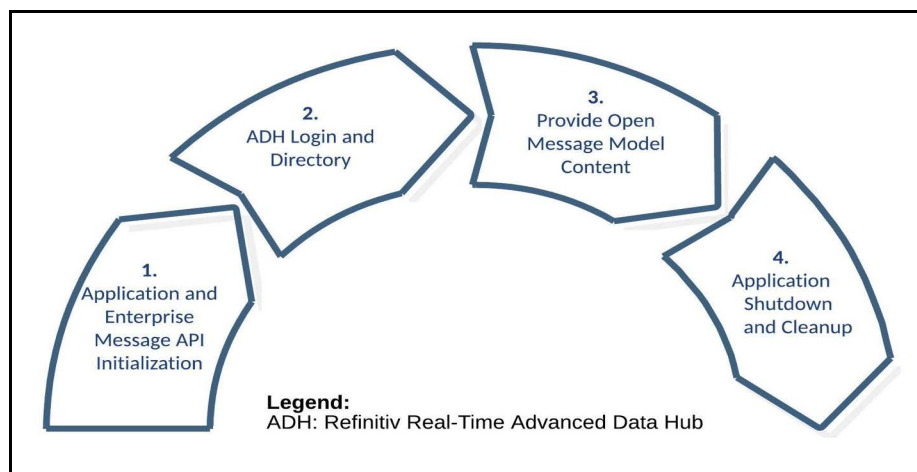 1.
Application and
Enterprise
Message API
Initialization
2.
ADH Login and
Directory
3.
Provide Open
Message Model
Content
4.
Application
Shutdown
and Cleanup
Legend:
ADH: Refinitiv Real-Time Advanced Data Hub